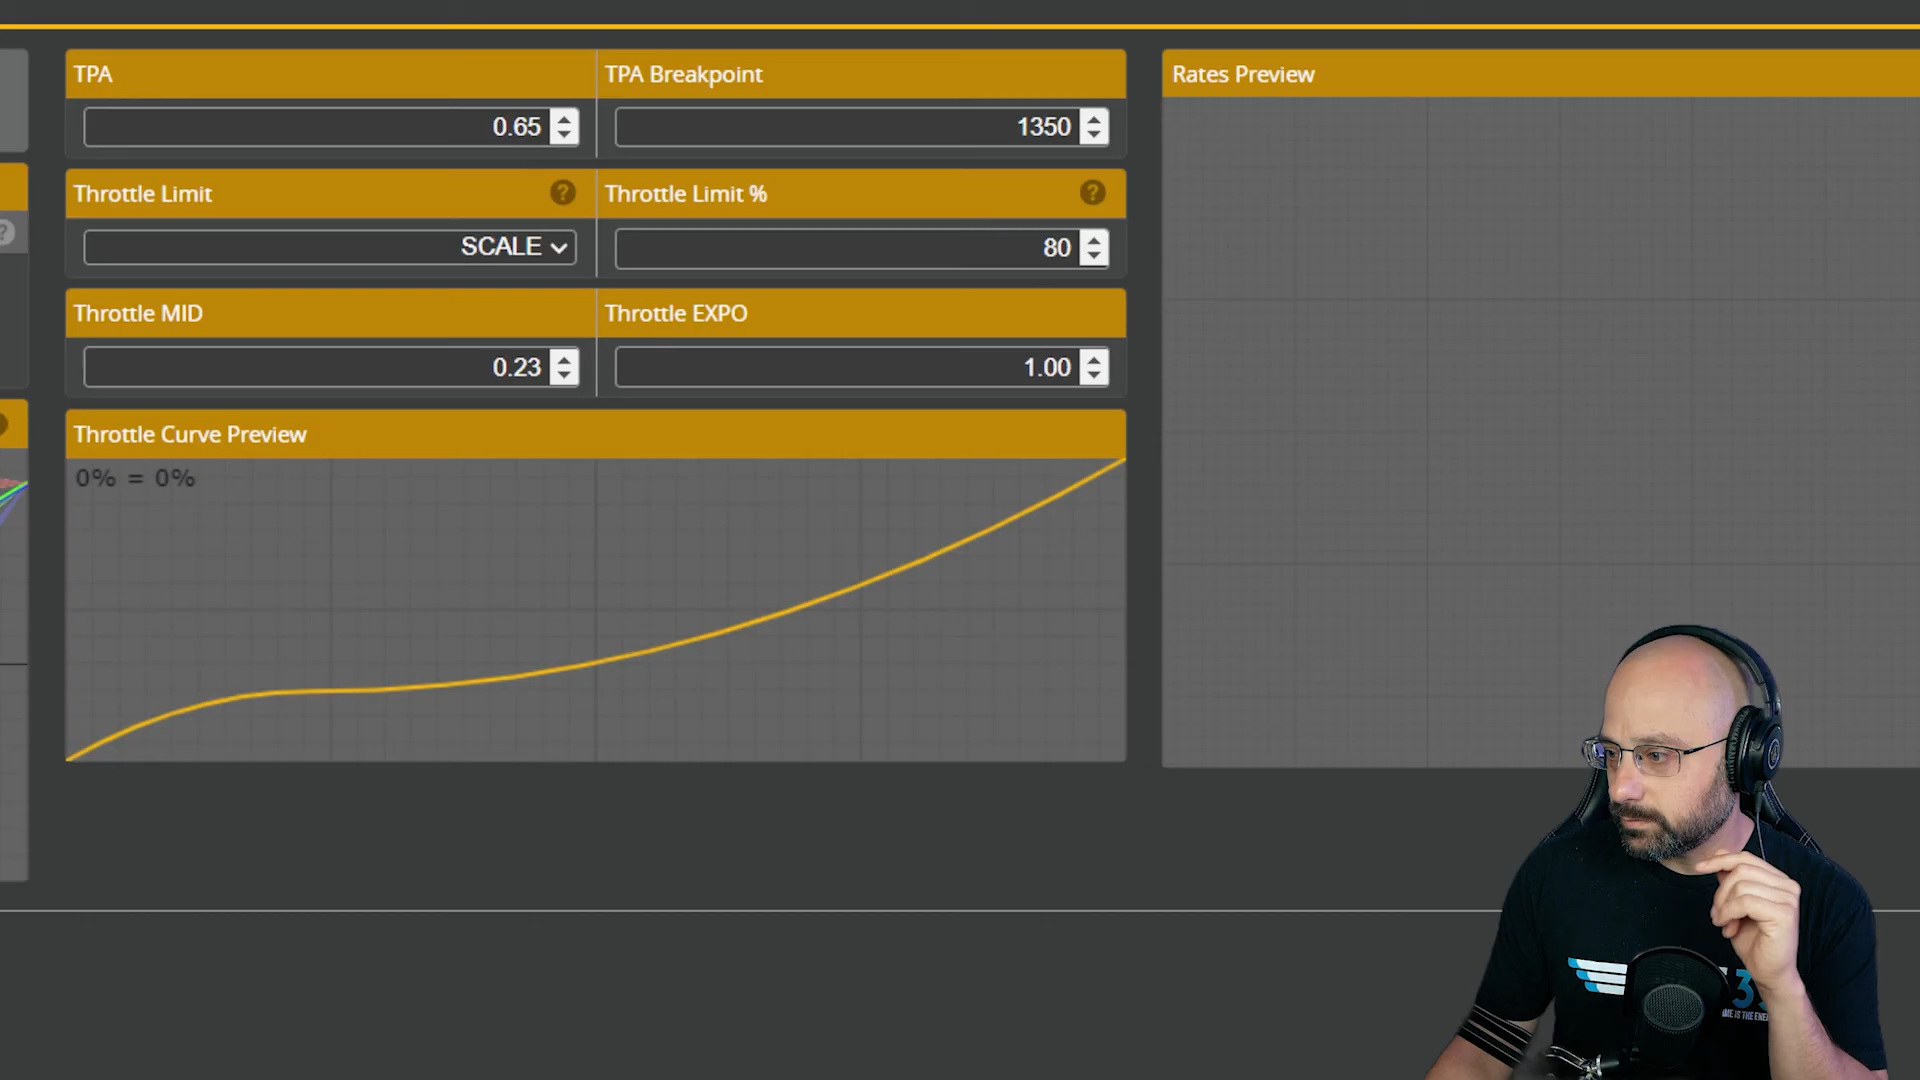 TPA
TPA Breakpoint
Rates Preview
0.65
1350
Throttle Limit
Throttle Limit %
SCALE
80
Throttle MID
Throttle EXPO
0.23
1.00
Throttle Curve Preview
0% = 0%